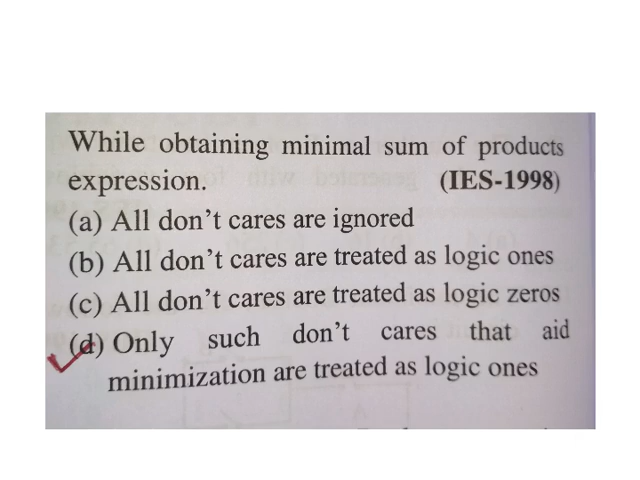 While obtaining minimal sum of products
expression. (IES-1998)
(a) All don't cares are ignored
(b) All don't cares are treated as logic ones
(c) All don't cares are treated as logic zeros
(d) Only such don't cares that aid
minimization are treated as logic ones